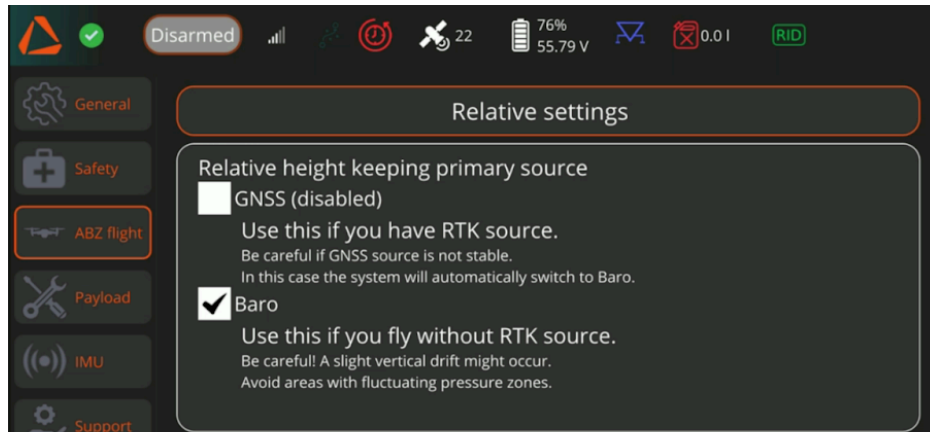 Disarmed
22
76%
55.79 V
0.0 l
RID
General
Relative settings
Safety
Relative height keeping primary source
GNSS (disabled)
Use this if you have RTK source.
Be careful if GNSS source is not stable.
In this case the system will automatically switch to Baro.
ABZ flight
Payload
Baro
Use this if you fly without RTK source.
Be careful! A slight vertical drift might occur.
Avoid areas with fluctuating pressure zones.
IMU
Support